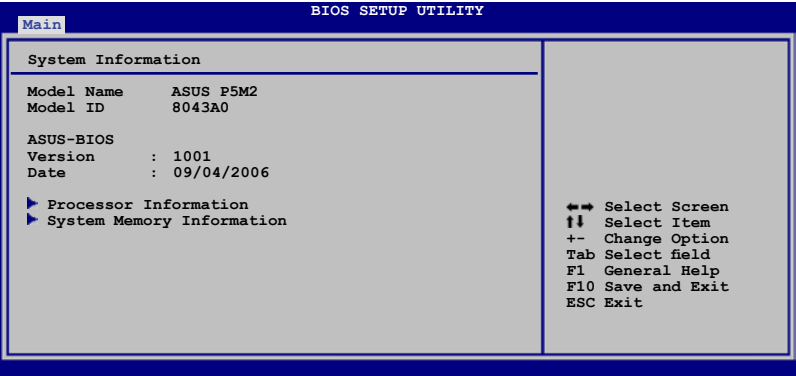 BIOS SETUP UTILITY
Main
System Information
Model Name ASUS P5M2
Model ID 8043A0
ASUS-BIOS
Version : 1001
Date : 09/04/2006
Processor Information
System Memory Information
Select Screen
Select Item
+- Change Option
Tab Select field
F1 General Help
F10 Save and Exit
ESC Exit